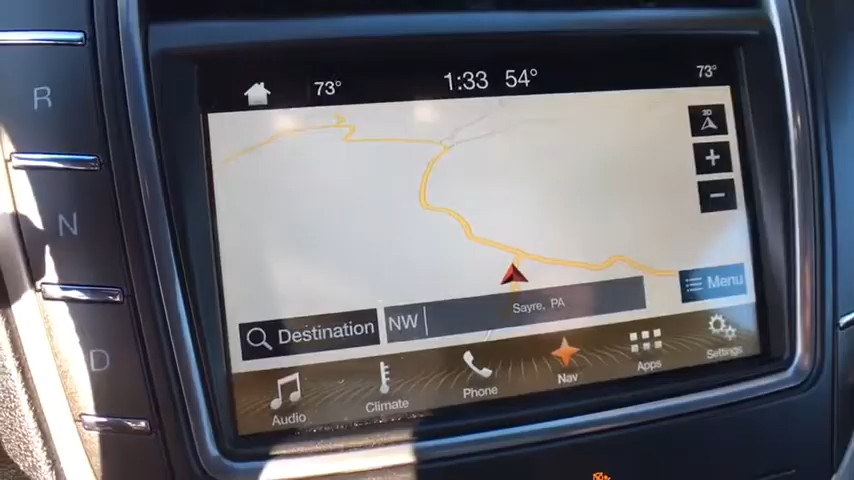 R
N
D
73°
1:33 54°
73°
3D
+
−
Menu
Destination
NW
Sayre, PA
Audio
Climate
Phone
Nav
Apps
Settings